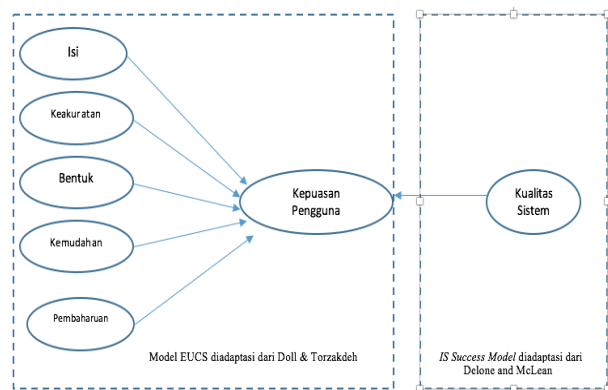 Isi
Keakuratan
Bentuk
Kemudahan
Pembaharuan
Kepuasan
Pengguna
Kualitas
Sistem
Model EUCS diadaptasi dari Doll & Torzakdeh
IS Success Model diadaptasi dari
Delone and McLean